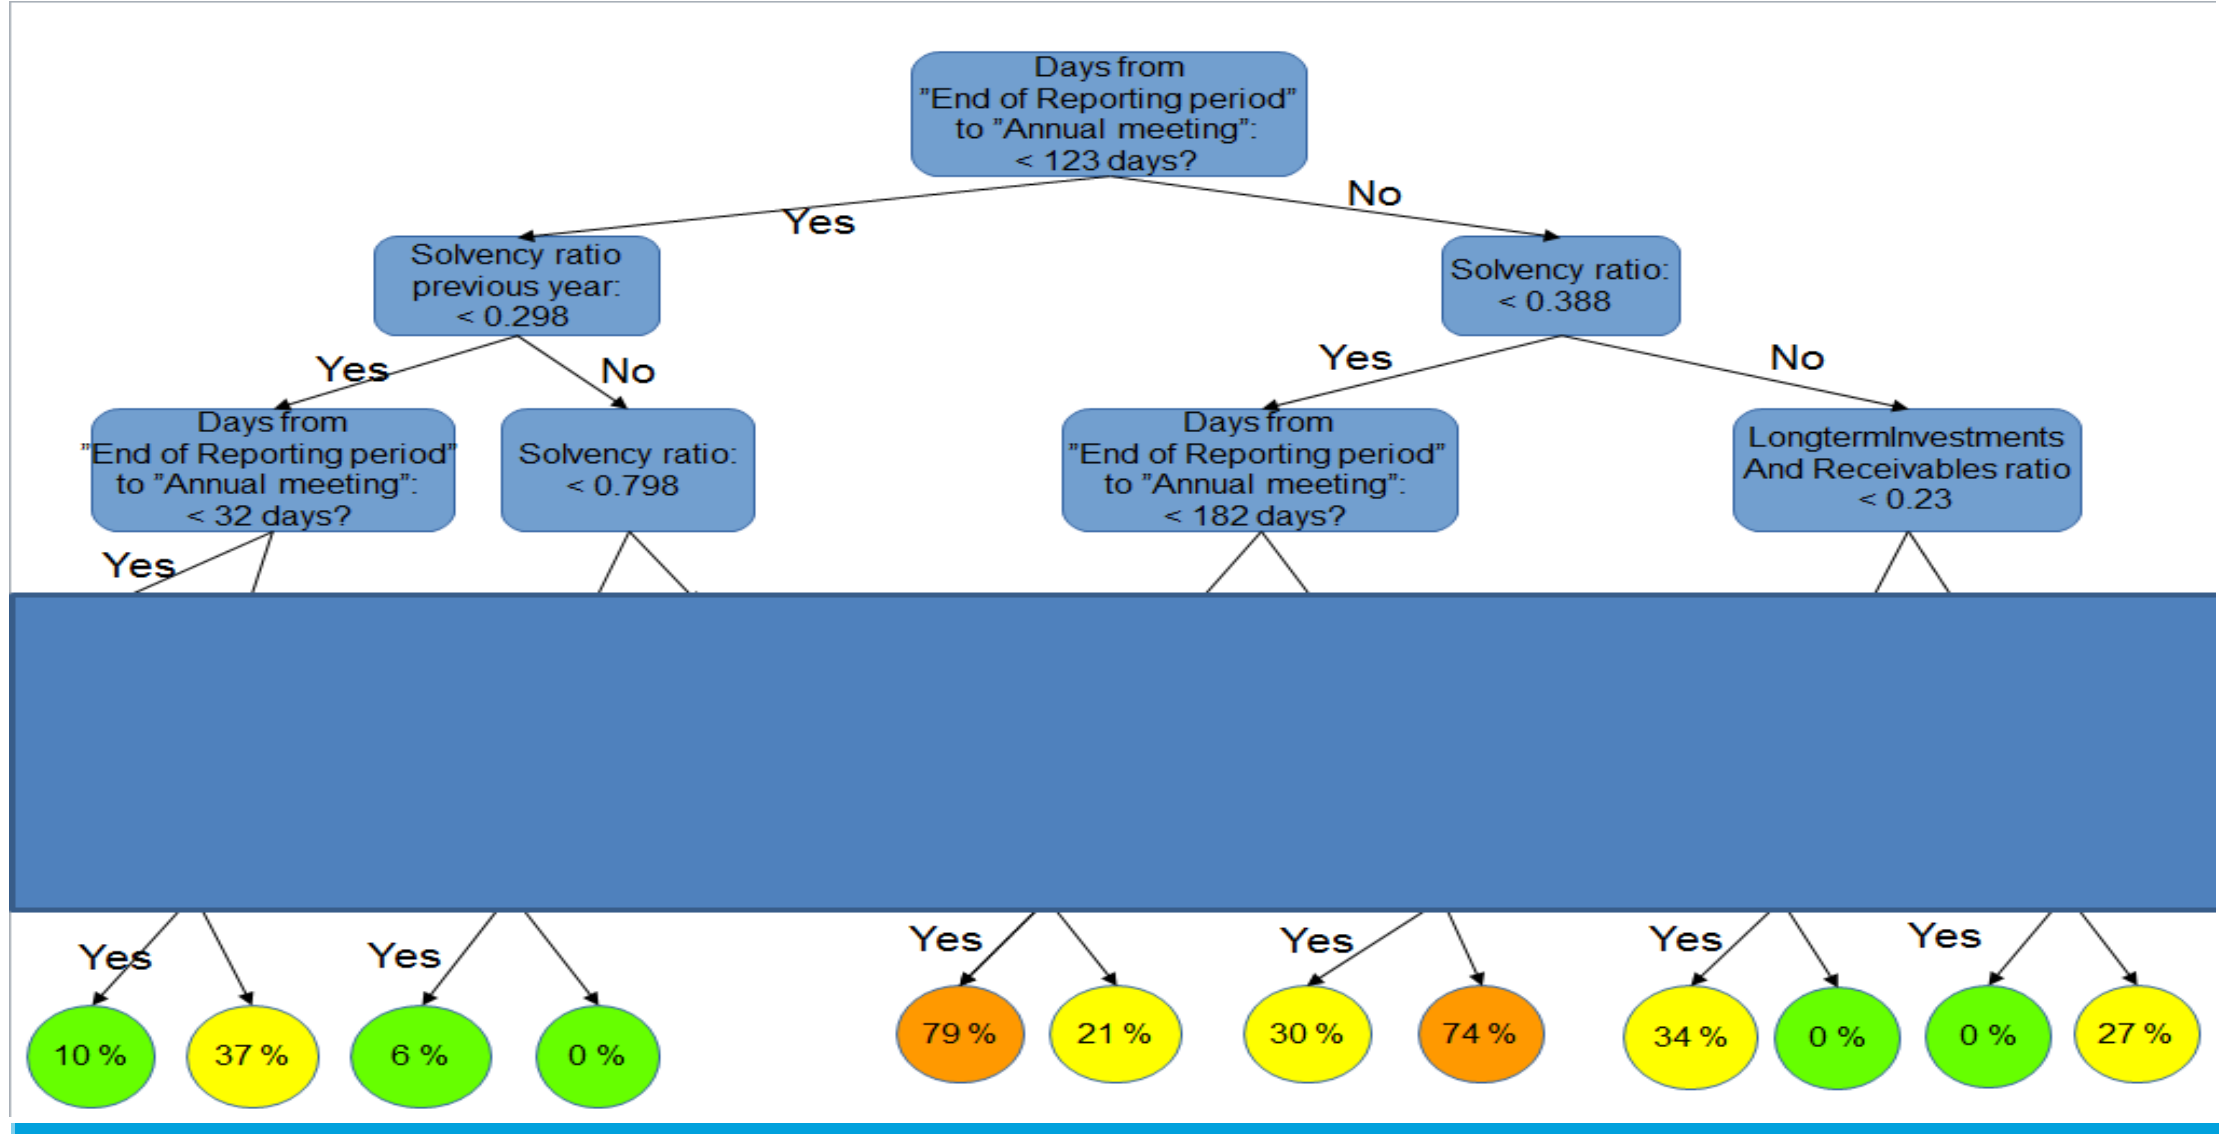 Days from
”End of Reporting period”
to ”Annual meeting”:
< 123 days?
Yes
No
Solvency ratio
previous year:
< 0.298
Solvency ratio:
< 0.388
Yes
No
Yes
No
Days from
”End of Reporting period”
to ”Annual meeting”:
< 32 days?
Solvency ratio:
< 0.798
Days from
”End of Reporting period”
to ”Annual meeting”:
< 182 days?
LongtermInvestments
And Receivables ratio
< 0.23
Yes
Yes
Yes
Yes
Yes
Yes
Yes
10 %
37 %
6 %
0 %
79 %
21 %
30 %
74 %
34 %
0 %
0 %
27 %